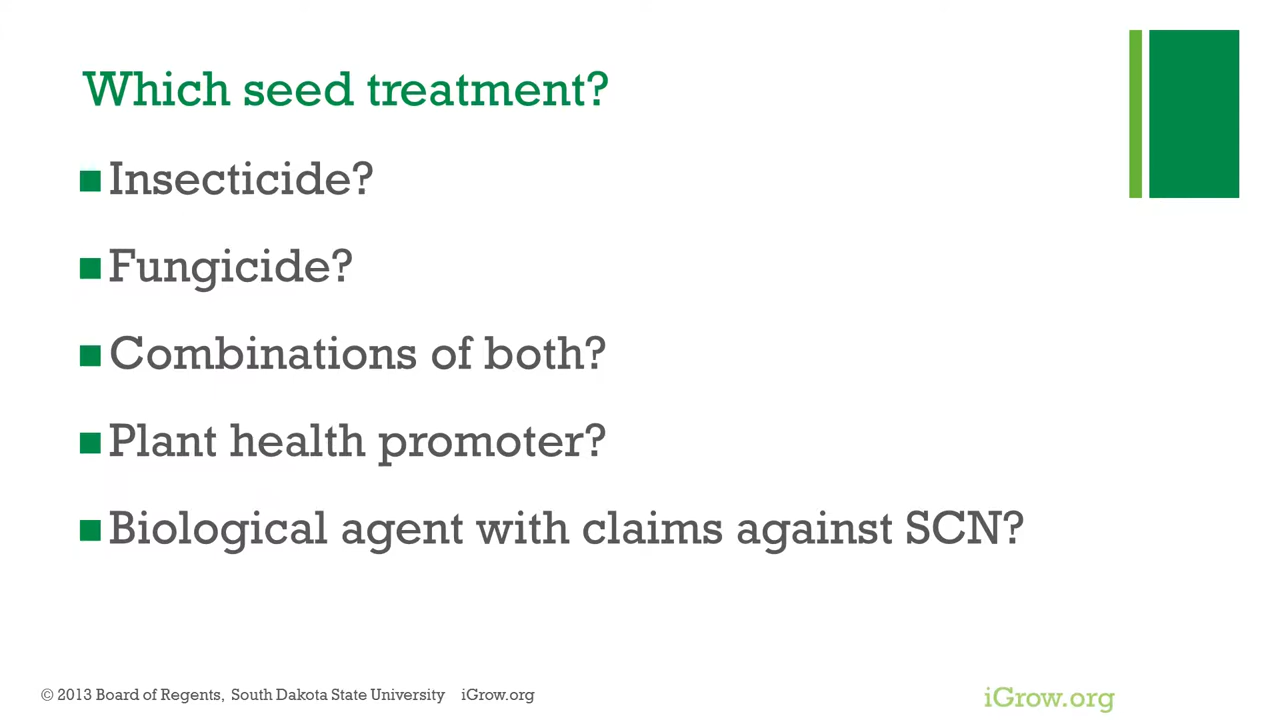 Which seed treatment?
Insecticide?
Fungicide?
Combinations of both?
Plant health promoter?
Biological agent with claims against SCN?
© 2013 Board of Regents, South Dakota State University iGrow.org
iGrow.org